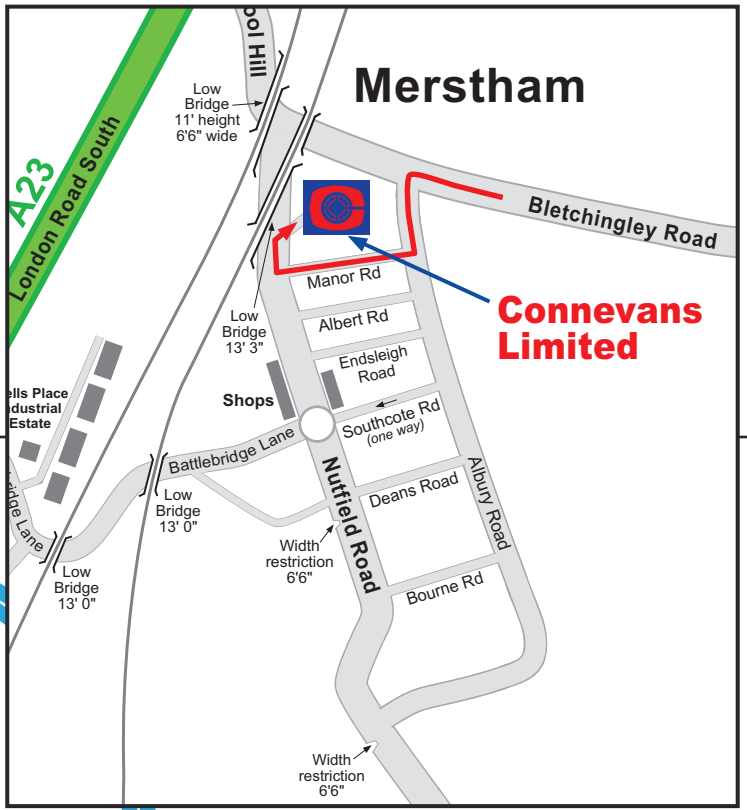 ool Hill
Merstham
Low
Bridge
11' height
6'6" wide
A23
London Road South
Bletchingley Road
Manor Rd
Connevans
Limited
Low
Bridge
13' 3"
Albert Rd
Endsleigh
Road
Shops
ells Place
ndustrial
Estate
Southcote Rd
(one way)
Battlebridge Lane
Nutfield Road
Albury Road
Deans Road
Low
Bridge
13' 0"
ridge Lane
Width
restriction
6'6"
Low
Bridge
13' 0"
Bourne Rd
Width
restriction
6'6"